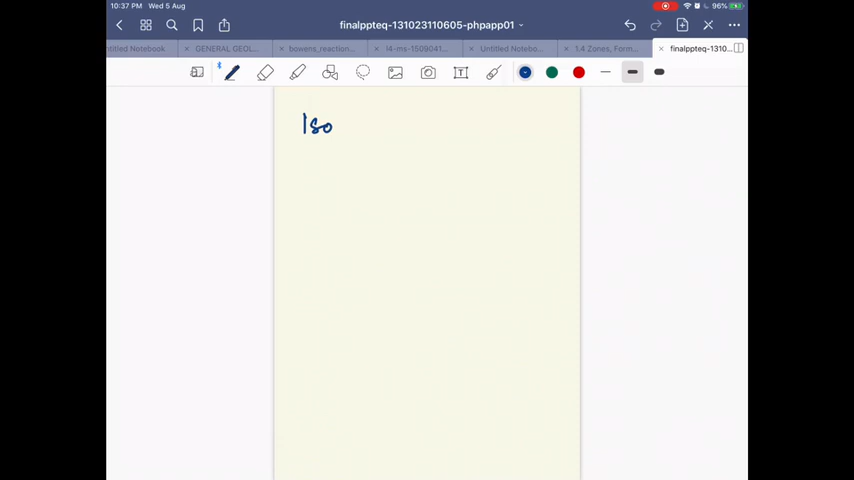 10:37 PM Wed 5 Aug
96%
finalppteq-131023110605-phpapp01
ntitled Notebook
GENERAL GEOL...
bowens_reaction...
l4-ms-1509041...
Untitled Notebo...
1.4 Zones, Form...
finalppteq-1310...
Iso